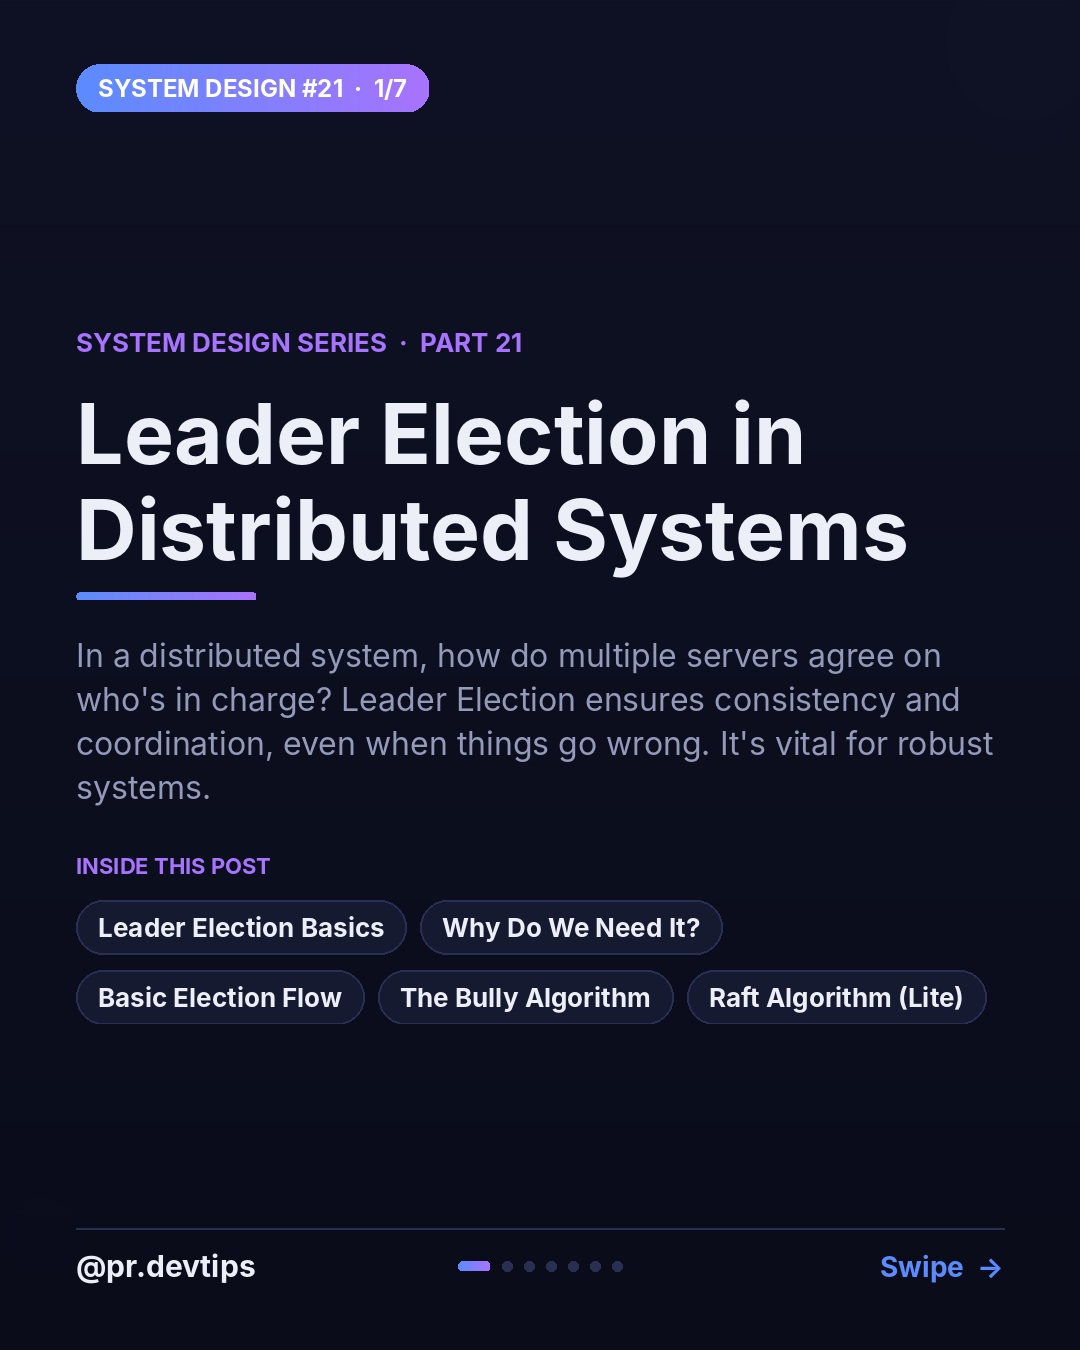 SYSTEM DESIGN #21 · 1/7
SYSTEM DESIGN SERIES · PART 21
Leader Election in
Distributed Systems
In a distributed system, how do multiple servers agree on
who's in charge? Leader Election ensures consistency and
coordination, even when things go wrong. It's vital for robust
systems.
INSIDE THIS POST
Leader Election Basics
Why Do We Need It?
Basic Election Flow
The Bully Algorithm
Raft Algorithm (Lite)
@pr.devtips
Swipe →